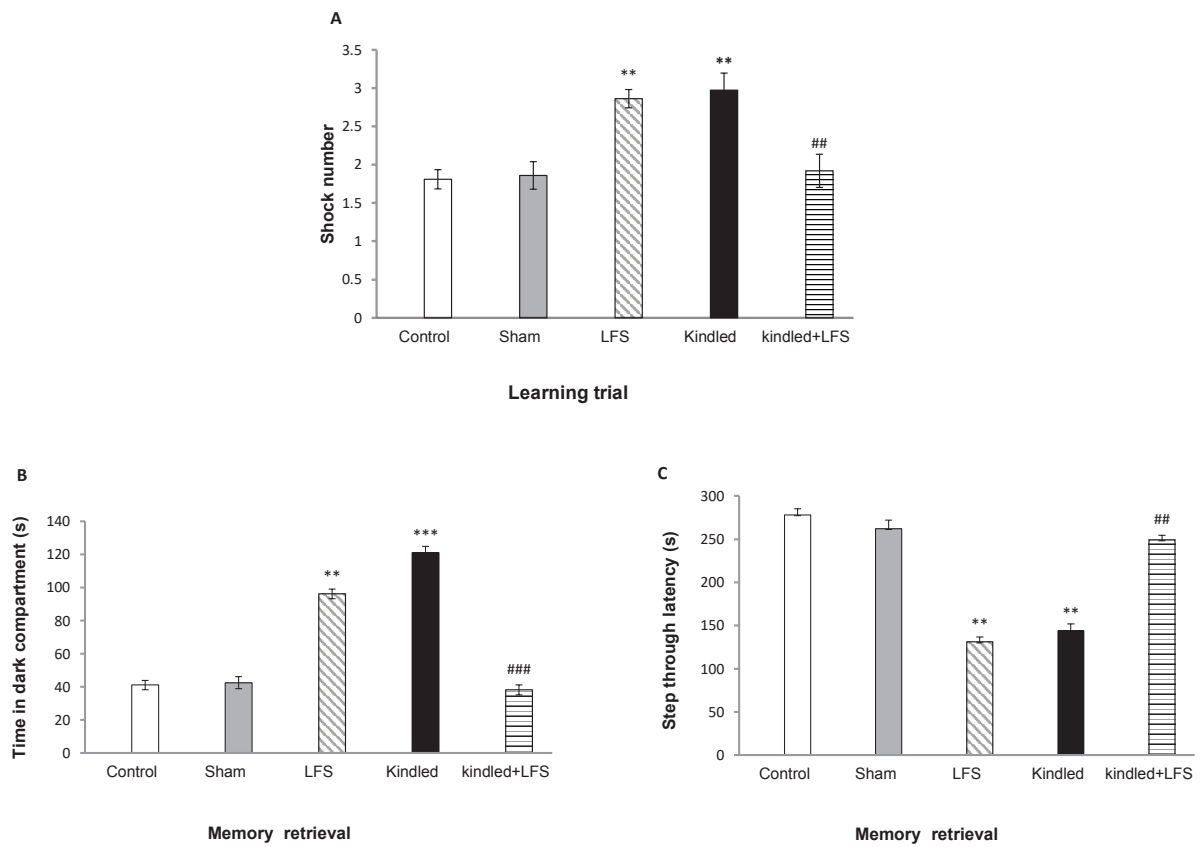 A
Shock number
3.5
3
2.5
2
1.5
1
0.5
0
**
**
##
Control Sham LFS Kindled kindled+LFS
Learning trial
B
Time in dark compartment (s)
140
120
100
80
60
40
20
0
**
***
###
Control Sham LFS Kindled kindled+LFS
Memory retrieval
C
Step through latency (s)
300
250
200
150
100
50
0
**
**
##
Control Sham LFS Kindled kindled+LFS
Memory retrieval